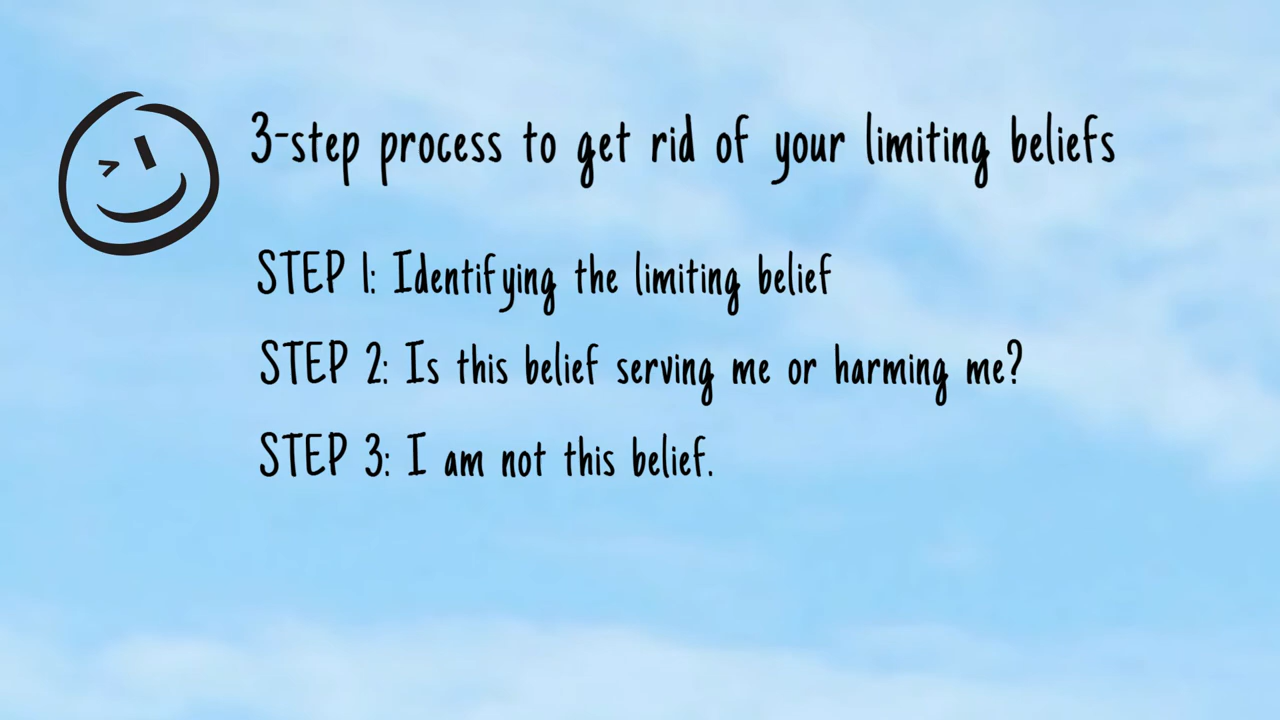 3-step process to get rid of your limiting beliefs
STEP 1: Identifying the limiting belief
STEP 2: Is this belief serving me or harming me?
STEP 3: I am not this belief.